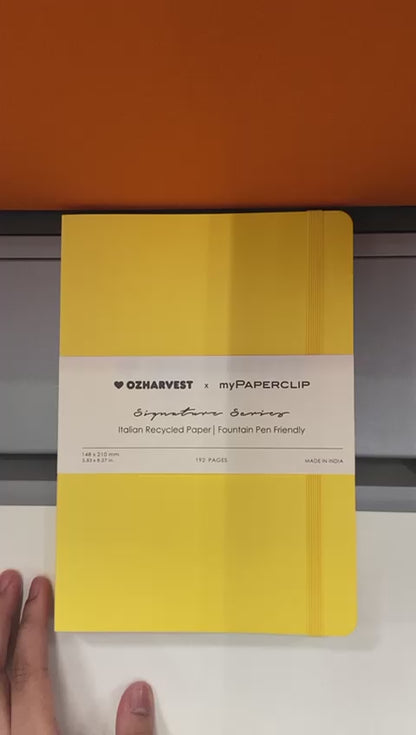 OZHARVEST x myPAPERCLIP
Signature Series
Italian Recycled Paper| Fountain Pen Friendly
148 x 210 mm
5.83 x 8.27 in. 192 PAGES MADE IN INDIA